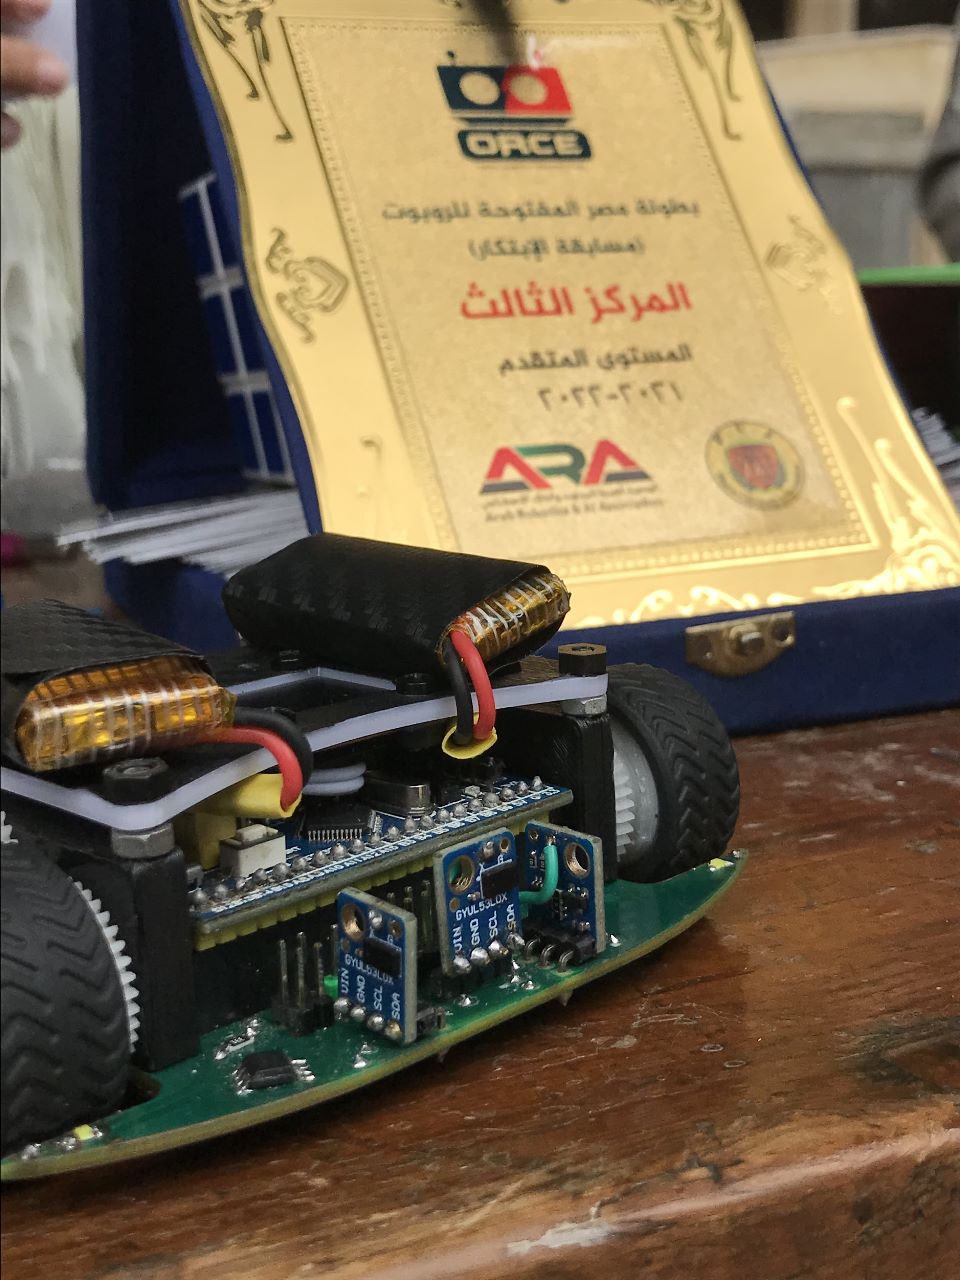 ORCE
بطولة مصر المفتوحة للروبوت
(مسابقة الإبتكار)
المركز الثالث
المستوى المتقدم
٢٠٢١-٢٠٢٢
ARA
Arab Robotics & AI Association
GYUL53L0X
VIN
GND
SCL
SDA
GYUL53L0X
VIN
GND
SCL
SDA